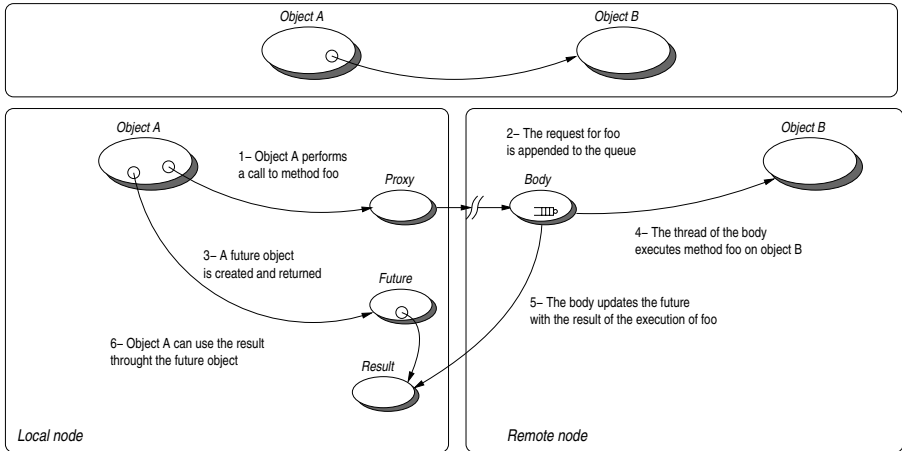 Object A
Object B
Object A
1– Object A performs
a call to method foo
Proxy
3– A future object
is created and returned
Future
6– Object A can use the result
throught the future object
Result
Local node
2– The request for foo
is appended to the queue
Object B
Body
4– The thread of the body
executes method foo on object B
5– The body updates the future
with the result of the execution of foo
Remote node